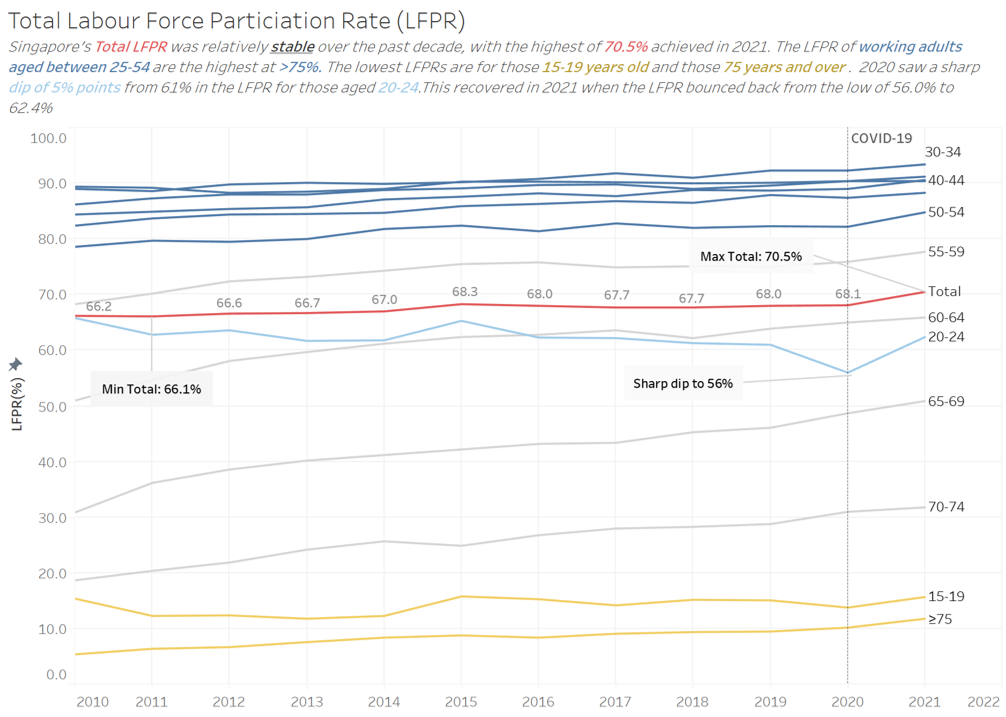 Total Labour Force Particiation Rate (LFPR)
Singapore's Total LFPR was relatively stable over the past decade, with the highest of 70.5% achieved in 2021. The LFPR of working adults
aged between 25-54 are the highest at >75%. The lowest LFPRs are for those 15-19 years old and those 75 years and over . 2020 saw a sharp
dip of 5% points from 61% in the LFPR for those aged 20-24.This recovered in 2021 when the LFPR bounced back from the low of 56.0% to
62.4%
100.0
COVID-19
30-34
90.0
40-44
50-54
80.0
55-59
Max Total: 70.5%
70.0
Total
66.2
66.6
66.7
67.0
68.3
68.0
67.7
67.7
68.0
68.1
60-64
20-24
60.0
Min Total: 66.1%
Sharp dip to 56%
LFPR(%)
50.0
65-69
40.0
30.0
70-74
20.0
15-19
10.0
≥75
0.0
2010 2011 2012 2013 2014 2015 2016 2017 2018 2019 2020 2021 2022